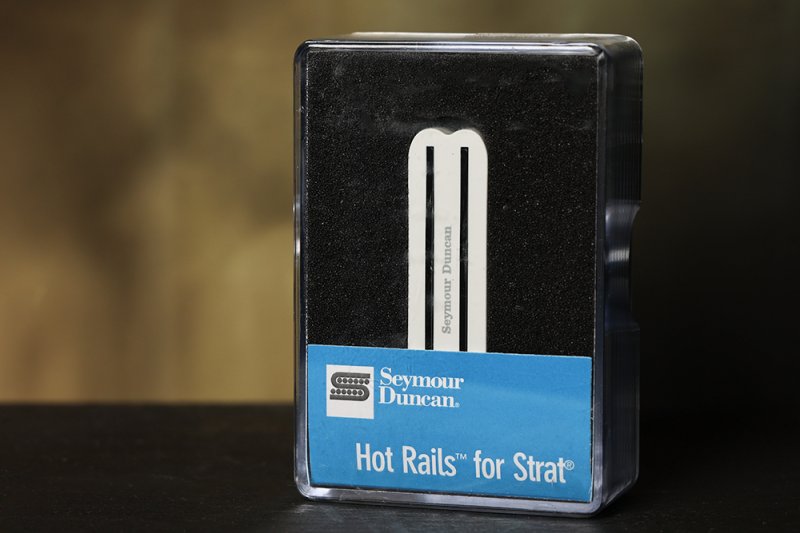 Seymour Duncan
Seymour
Duncan®
Hot Rails™ for Strat®